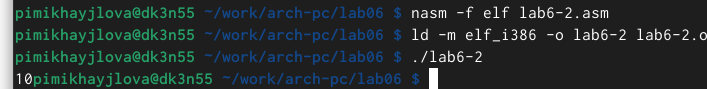 pimikhayjlova@dk3n55 ~/work/arch-pc/lab06 $ nasm -f elf lab6-2.asm
pimikhayjlova@dk3n55 ~/work/arch-pc/lab06 $ ld -m elf_i386 -o lab6-2 lab6-2.o
pimikhayjlova@dk3n55 ~/work/arch-pc/lab06 $ ./lab6-2
10pimikhayjlova@dk3n55 ~/work/arch-pc/lab06 $